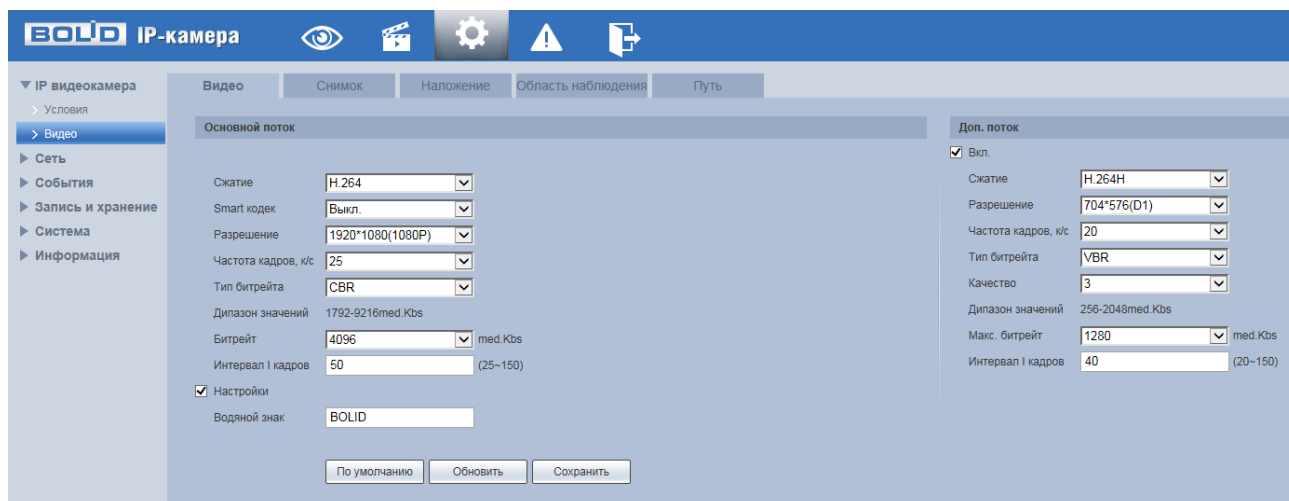 BOLID IP-камера
IP видеокамера
Условия
Видео
Сеть
События
Запись и хранение
Система
Информация
Видео Снимок Наложение Область наблюдения Путь
Основной поток
Сжатие H.264
Smart кодек Выкл.
Разрешение 1920*1080(1080P)
Частота кадров, к/с 25
Тип битрейта CBR
Дипазон значений 1792-9216med.Kbs
Битрейт 4096 med.Kbs
Интервал I кадров 50 (25~150)
Настройки
Водяной знак BOLID
По умолчанию Обновить Сохранить
Доп. поток
Вкл.
Сжатие H.264H
Разрешение 704*576(D1)
Частота кадров, к/с 20
Тип битрейта VBR
Качество 3
Дипазон значений 256-2048med.Kbs
Макс. битрейт 1280 med.Kbs
Интервал I кадров 40 (20~150)